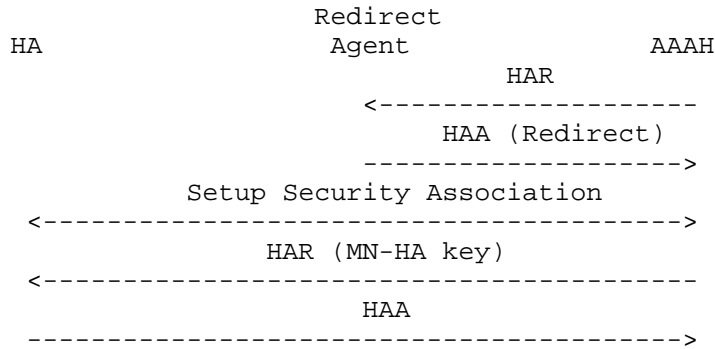 Redirect
HA Agent AAAH
HAR
<--------------------
HAA (Redirect)
-------------------->
Setup Security Association
<---------------------------------------->
HAR (MN-HA key)
<-----------------------------------------
HAA
----------------------------------------->